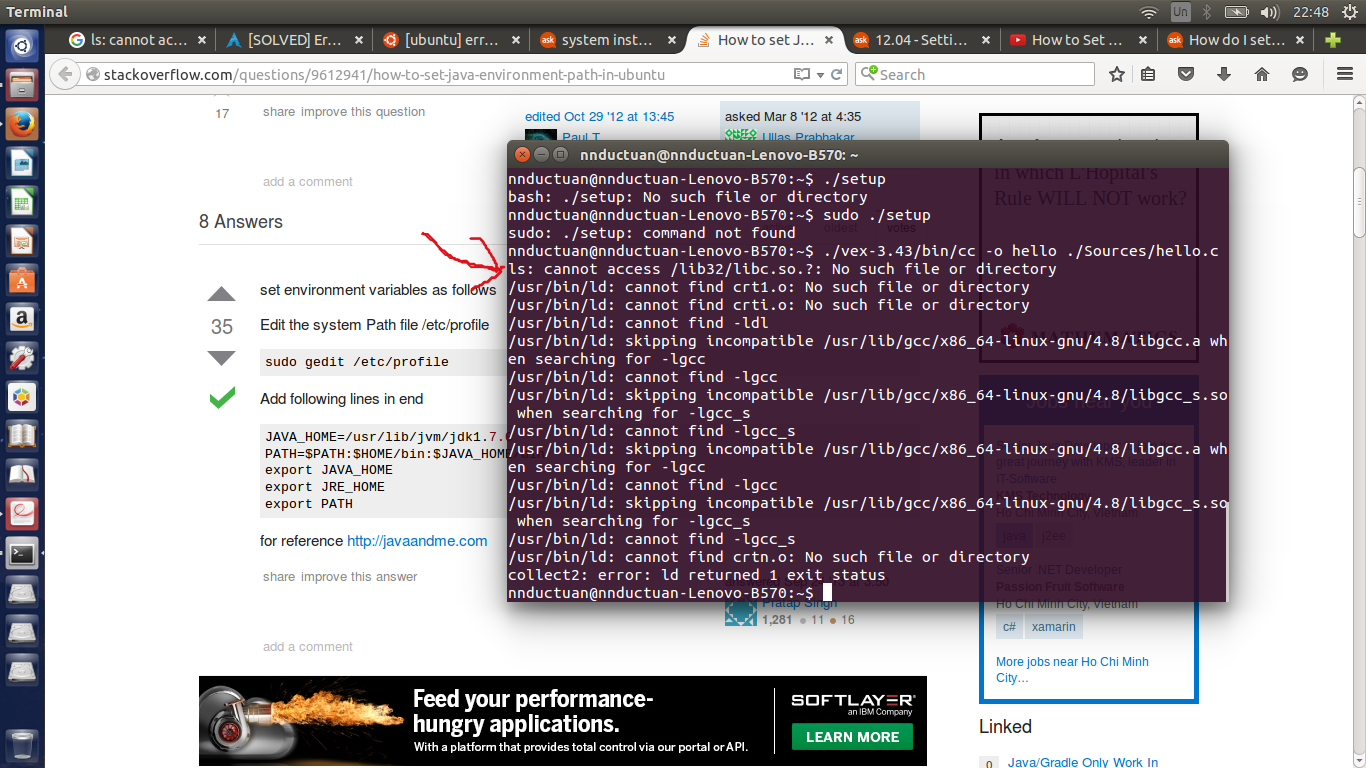 Terminal
Un
22:48
ls: cannot ac...
[SOLVED] Er...
[ubuntu] err...
system inst...
How to set J...
12.04 - Setti...
How to Set ...
How do I set...
stackoverflow.com/questions/9612941/how-to-set-java-environment-path-in-ubuntu
Search
17
share improve this question
edited Oct 29 '12 at 13:45
Paul T
asked Mar 8 '12 at 4:35
Ullas Prabhakar
add a comment
8 Answers
oldest
votes
35
set environment variables as follows
Edit the system Path file /etc/profile
sudo gedit /etc/profile
Add following lines in end
JAVA_HOME=/usr/lib/jvm/jdk1.7.0
PATH=$PATH:$HOME/bin:$JAVA_HOME
export JAVA_HOME
export JRE_HOME
export PATH
for reference http://javaandme.com
share improve this answer
add a comment
nnductuan@nnductuan-Lenovo-B570: ~
nnductuan@nnductuan-Lenovo-B570:~$ ./setup
bash: ./setup: No such file or directory
nnductuan@nnductuan-Lenovo-B570:~$ sudo ./setup
sudo: ./setup: command not found
nnductuan@nnductuan-Lenovo-B570:~$ ./vex-3.43/bin/cc -o hello ./Sources/hello.c
ls: cannot access /lib32/libc.so.?: No such file or directory
/usr/bin/ld: cannot find crt1.o: No such file or directory
/usr/bin/ld: cannot find crti.o: No such file or directory
/usr/bin/ld: cannot find -ldl
/usr/bin/ld: skipping incompatible /usr/lib/gcc/x86_64-linux-gnu/4.8/libgcc.a wh
en searching for -lgcc
/usr/bin/ld: cannot find -lgcc
/usr/bin/ld: skipping incompatible /usr/lib/gcc/x86_64-linux-gnu/4.8/libgcc_s.so
when searching for -lgcc_s
/usr/bin/ld: cannot find -lgcc_s
/usr/bin/ld: skipping incompatible /usr/lib/gcc/x86_64-linux-gnu/4.8/libgcc.a wh
en searching for -lgcc
/usr/bin/ld: cannot find -lgcc
/usr/bin/ld: skipping incompatible /usr/lib/gcc/x86_64-linux-gnu/4.8/libgcc_s.so
when searching for -lgcc_s
/usr/bin/ld: cannot find -lgcc_s
/usr/bin/ld: cannot find crtn.o: No such file or directory
collect2: error: ld returned 1 exit status
nnductuan@nnductuan-Lenovo-B570:~$
Pratap Singh
1,281 11 16
in which L'Hopital's
Rule WILL NOT work?
MATHEMATICS
Jobs near you
great journey with KMS, leader in
IT-Software
KMS Technology
Ho Chi Minh City, Vietnam
java j2ee
Senior .NET Developer
Passion Fruit Software
Ho Chi Minh City, Vietnam
c# xamarin
More jobs near Ho Chi Minh
City...
Linked
0
Java/Gradle Only Work In
Feed your performance-
hungry applications.
With a platform that provides total control via our portal or API.
SOFTLAYER
an IBM Company
LEARN MORE